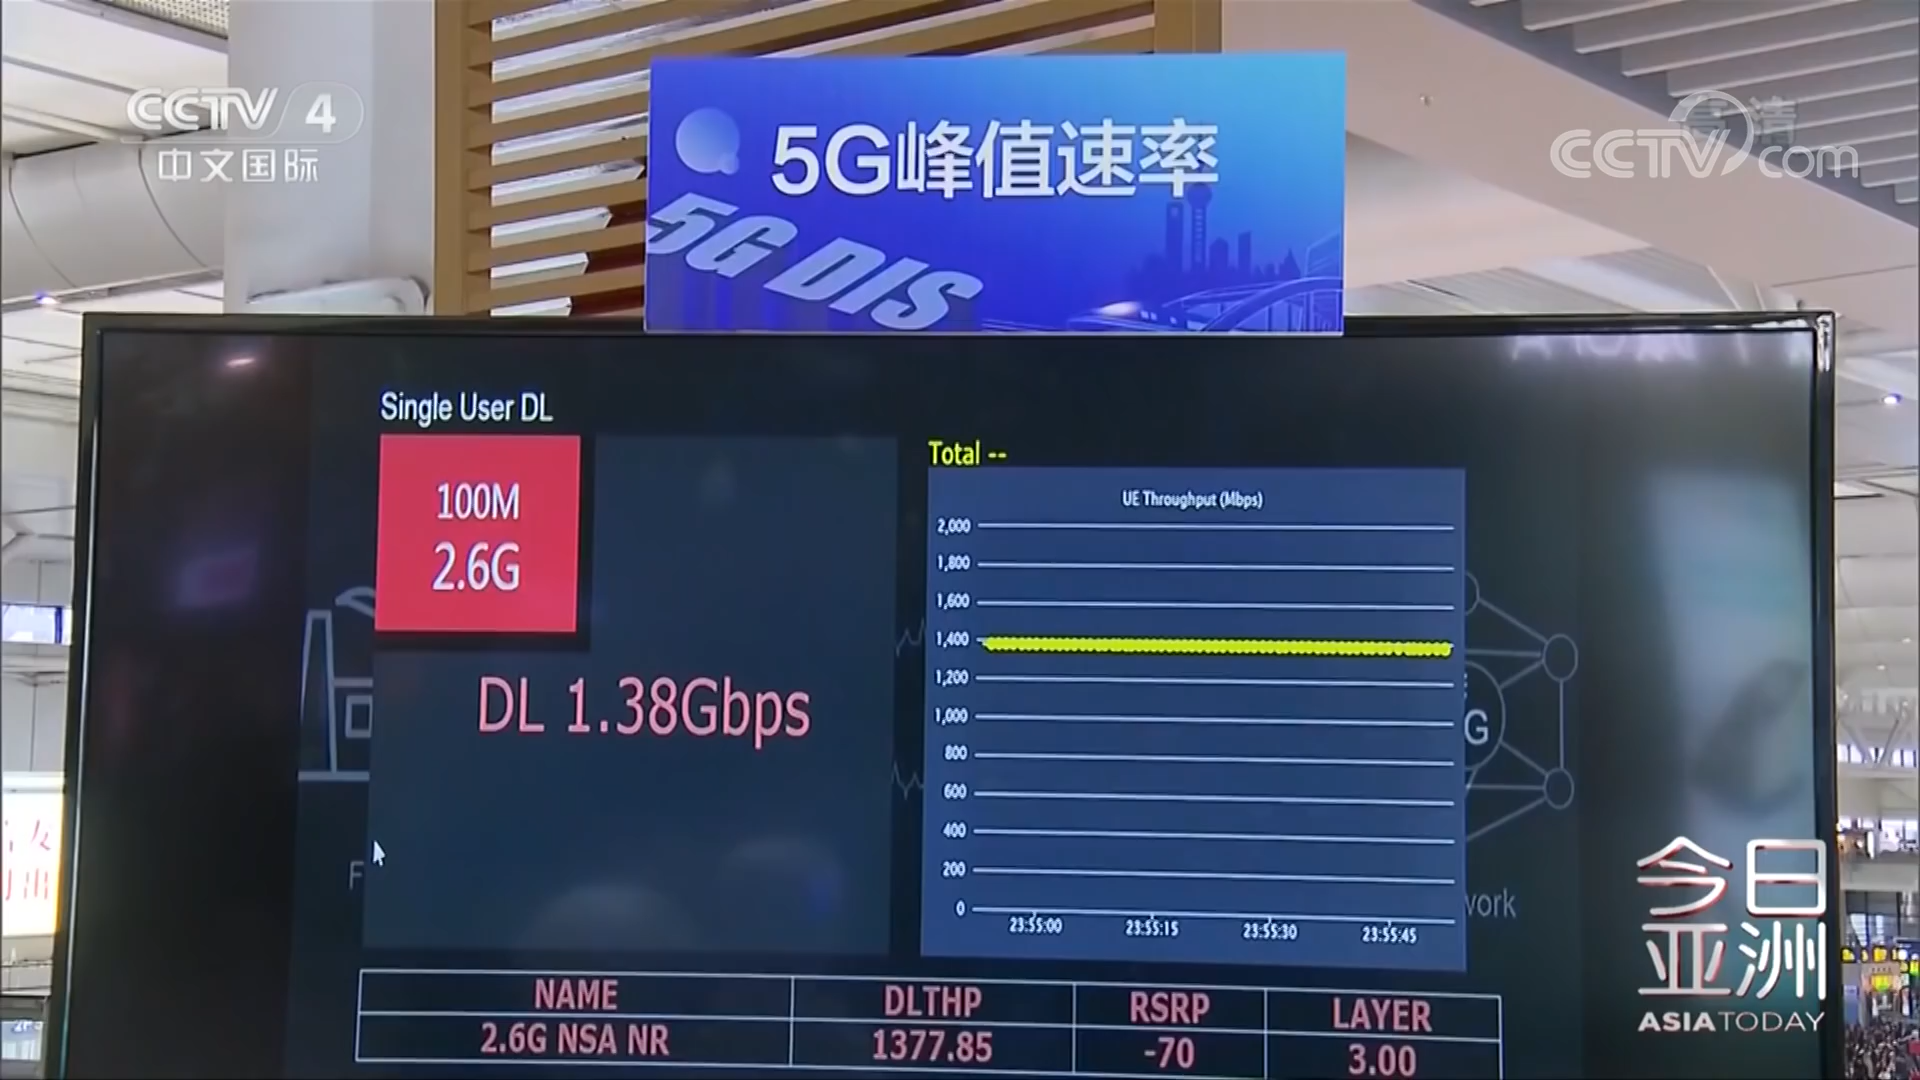 CCTV 4
中文国际
高清
CCTV.com
5G峰值速率
5G DIS
Single User DL
100M
2.6G
DL 1.38Gbps
Total --
UE Throughput (Mbps)
2,000
1,800
1,600
1,400
1,200
1,000
800
600
400
200
0
23:55:00 23:55:15 23:55:30 23:55:45
G
F
work
NAME DLTHP RSRP LAYER
2.6G NSA NR 1377.85 -70 3.00
今日
亚洲
ASIA TODAY